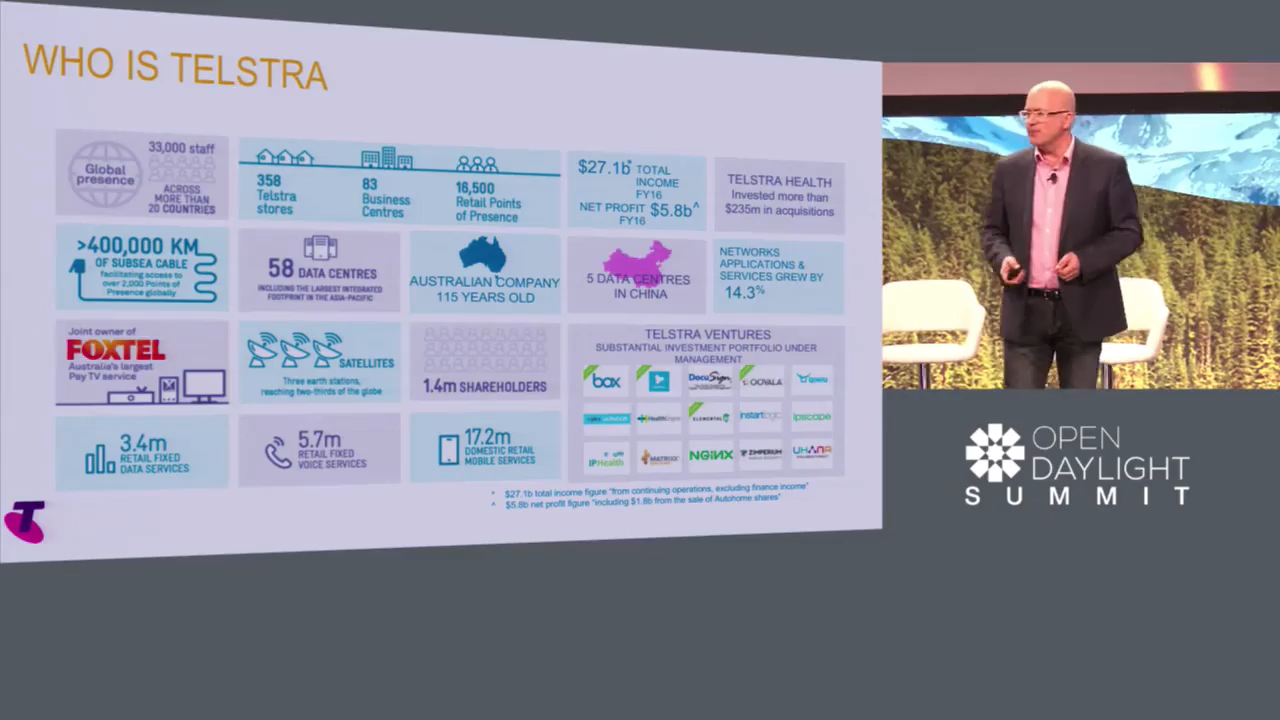 WHO IS TELSTRA
Global
presence
33,000 staff
ACROSS
MORE THAN
20 COUNTRIES
358
Telstra
stores
83
Business
Centres
16,500
Retail Points
of Presence
$27.1b* TOTAL
INCOME
FY16
NET PROFIT $5.8b^
FY16
TELSTRA HEALTH
Invested more than
$235m in acquisitions
>400,000 KM
OF SUBSEA CABLE
facilitating access to
over 2,000 Points of
Presence globally
58 DATA CENTRES
INCLUDING THE LARGEST INTEGRATED
FOOTPRINT IN THE ASIA-PACIFIC
AUSTRALIAN COMPANY
115 YEARS OLD
5 DATA CENTRES
IN CHINA
NETWORKS
APPLICATIONS &
SERVICES GREW BY
14.3%
Joint owner of
FOXTEL
Australia's largest
Pay TV service
SATELLITES
Three earth stations,
reaching two-thirds of the globe
1.4m SHAREHOLDERS
TELSTRA VENTURES
SUBSTANTIAL INVESTMENT PORTFOLIO UNDER
MANAGEMENT
box
DocuSign
OOYALA
qiwu
HealthEngine
ELEMENTAL
instartlogic
ipscape
IPHealth
MATRIXX
NGINX
ZIMPERIUM
UHANA
3.4m
RETAIL FIXED
DATA SERVICES
5.7m
RETAIL FIXED
VOICE SERVICES
17.2m
DOMESTIC RETAIL
MOBILE SERVICES
* $27.1b total income figure "from continuing operations, excluding finance income"
^ $5.8b net profit figure "including $1.8b from the sale of Autohome shares"
T
OPEN
DAYLIGHT
SUMMIT